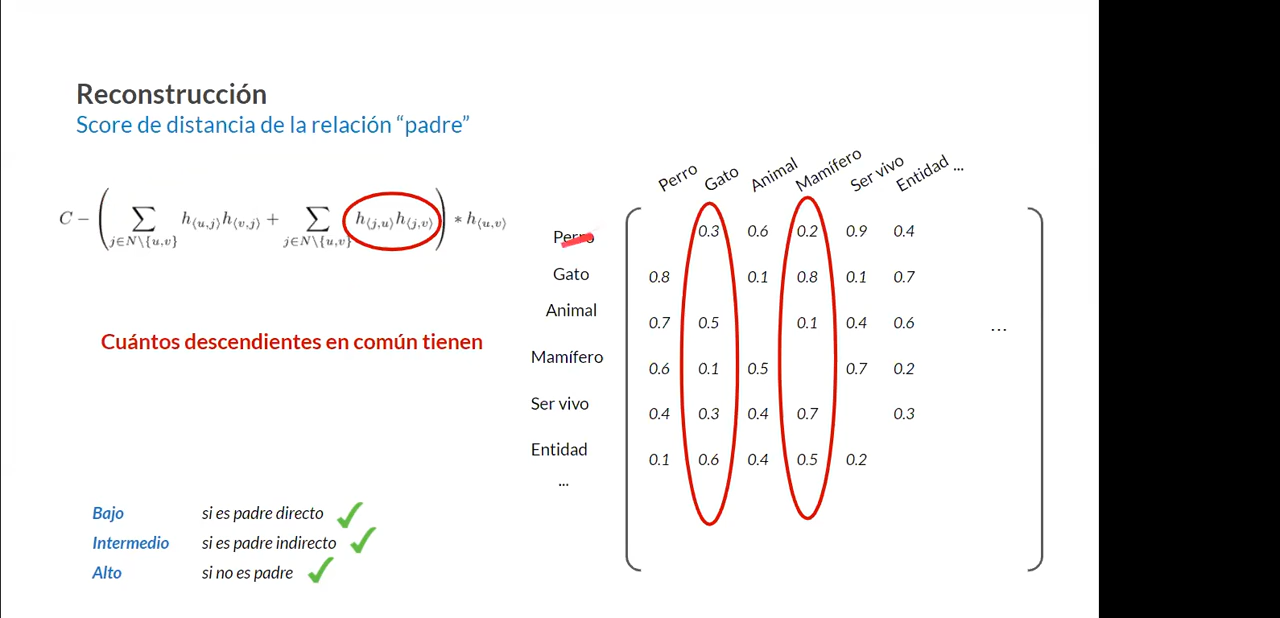 Reconstrucción
Score de distancia de la relación “padre”
C − ( ∑_{j∈N\{u,v}} h_{⟨u,j⟩}h_{⟨v,j⟩} + ∑_{j∈N\{u,v}} h_{⟨j,u⟩}h_{⟨j,v⟩} ) ∗ h_{⟨u,v⟩}
Cuántos descendientes en común tienen
Bajo si es padre directo
Intermedio si es padre indirecto
Alto si no es padre
Perro Gato Animal Mamífero Ser vivo Entidad ...
Perro 0.3 0.6 0.2 0.9 0.4
Gato 0.8 0.1 0.8 0.1 0.7
Animal 0.7 0.5 0.1 0.4 0.6 ...
Mamífero 0.6 0.1 0.5 0.7 0.2
Ser vivo 0.4 0.3 0.4 0.7 0.3
Entidad 0.1 0.6 0.4 0.5 0.2
...